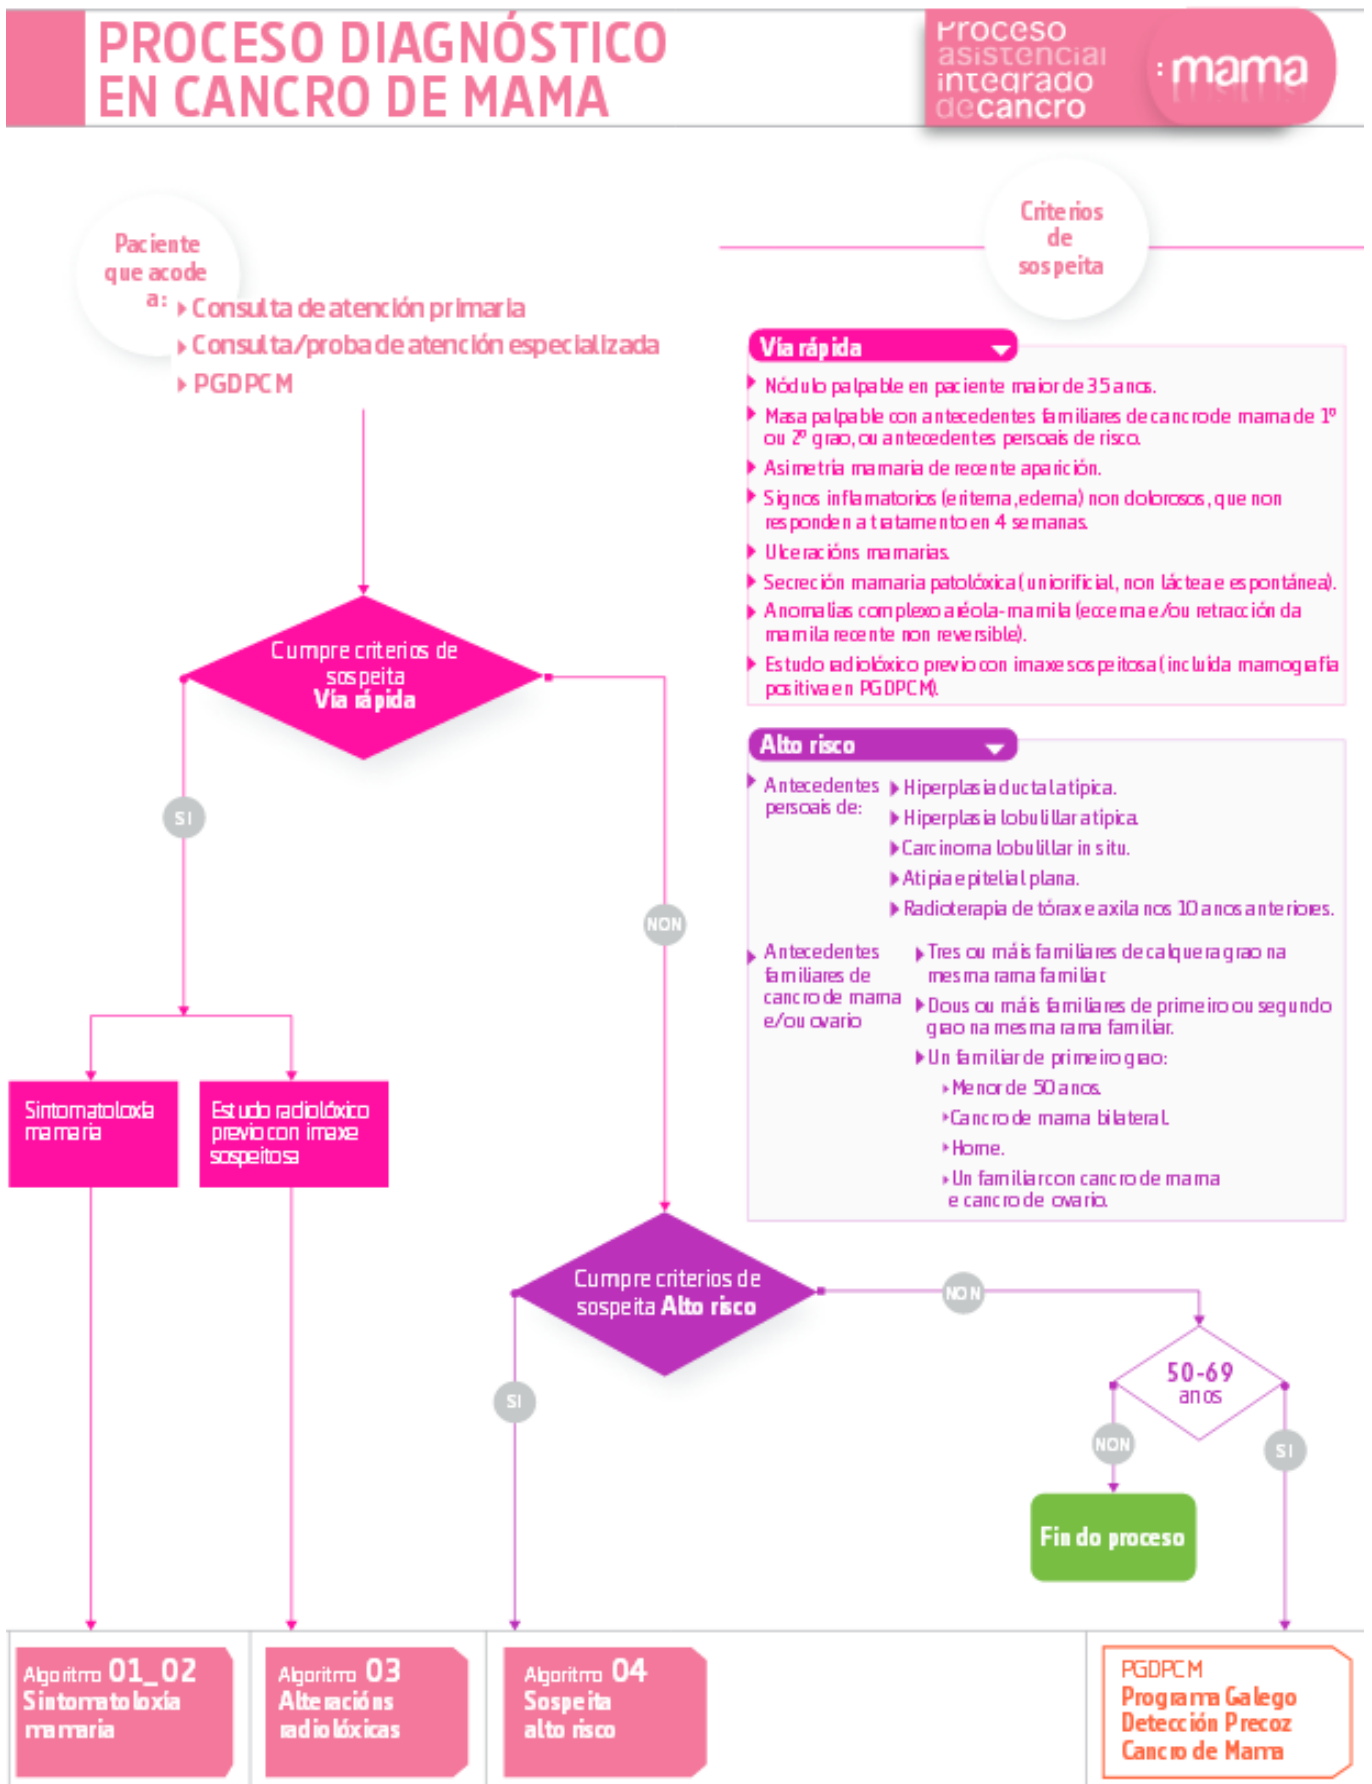 PROCESO DIAGNÓSTICO
EN CANCRO DE MAMA
Proceso
asistencial
integrado
decancro
:mama
Paciente
que acode
a:
Consulta de atención primaria
Consulta/proba de atención especializada
PGDPCM
Criterios
de
sospeita
Vía rápida
Nódulo palpable en paciente maior de 35 anos.
Masa palpable con antecedentes familiares de cancro de mama de 1º
ou 2º grao, ou antecedentes persoais de risco.
Asimetría mamaria de recente aparición.
Signos inflamatorios (eritema, edema) non dolorosos, que non
responden a tratamento en 4 semanas.
Ulceracións mamarias.
Secreción mamaria patolóxica (uniorificial, non láctea e espontánea).
Anomalías complexo aréola-mamila (eccema e/ou retracción da
mamila recente non reversible).
Estudo radiolóxico previo con imaxe sospeitosa (incluída mamografía
positiva en PGDPCM).
Cumpre criterios de
sospeita
Vía rápida
SI
NON
Alto risco
Antecedentes
persoais de:
Hiperplasia ductal atípica.
Hiperplasia lobulillar atípica.
Carcinoma lobulillar in situ.
Atipia epitelial plana.
Radioterapia de tórax e axila nos 10 anos anteriores.
Antecedentes
familiares de
cancro de mama
e/ou ovario
Tres ou máis familiares de calquera grao na
mesma rama familiar.
Dous ou máis familiares de primeiro ou segundo
grao na mesma rama familiar.
Un familiar de primeiro grao:
Menor de 50 anos.
Cancro de mama bilateral.
Home.
Un familiar con cancro de mama
e cancro de ovario.
Sintomatoloxía
mamaria
Estudo radiolóxico
previo con imaxe
sospeitosa
Cumpre criterios de
sospeita Alto risco
NON
SI
50-69
anos
NON
SI
Fin do proceso
Algoritmo 01_02
Sintomatoloxía
mamaria
Algoritmo 03
Alteracións
radiolóxicas
Algoritmo 04
Sospeita
alto risco
PGDPCM
Programa Galego
Detección Precoz
Cancro de Mama